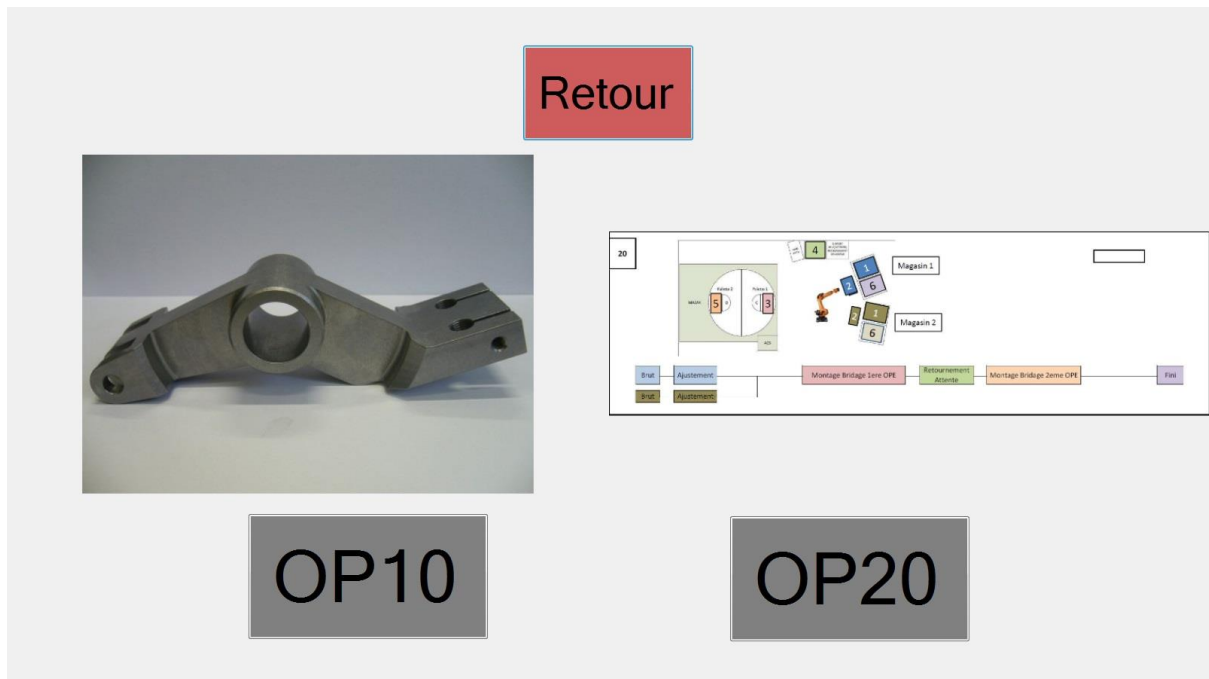 Retour
20
4
Magasin 1
1
2
6
Palette 2
Palette 1
5
3
2
1
Magasin 2
6
Brut
Ajustement
Montage Bridage 1ere OPE
Retournement
Attente
Montage Bridage 2eme OPE
Fini
Brut
Ajustement
OP10
OP20